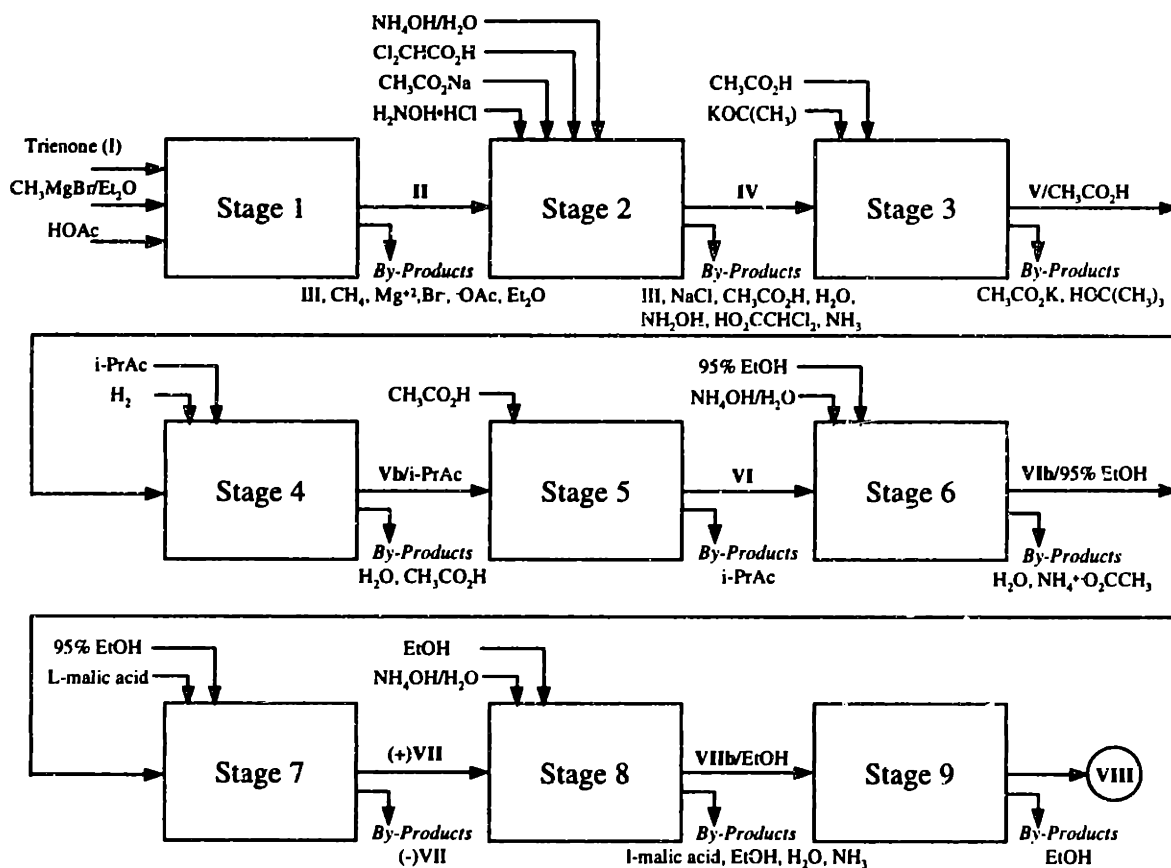 NH₄OH/H₂O
Cl₂CHCO₂H
CH₃CO₂Na
H₂NOH•HCl
CH₃CO₂H
KOC(CH₃)
Trienone (I)
CH₃MgBr/Et₂O
HOAc
Stage 1
II
Stage 2
IV
Stage 3
V/CH₃CO₂H
By-Products
III, CH₄, Mg⁺², Br⁻, ⁻OAc, Et₂O
By-Products
III, NaCl, CH₃CO₂H, H₂O,
NH₂OH, HO₂CCHCl₂, NH₃
By-Products
CH₃CO₂K, HOC(CH₃)₃
i-PrAc
H₂
CH₃CO₂H
95% EtOH
NH₄OH/H₂O
Stage 4
Vb/i-PrAc
Stage 5
VI
Stage 6
VIb/95% EtOH
By-Products
H₂O, CH₃CO₂H
By-Products
i-PrAc
By-Products
H₂O, NH₄⁺⁻O₂CCH₃
95% EtOH
L-malic acid
EtOH
NH₄OH/H₂O
Stage 7
(+)VII
Stage 8
VIIb/EtOH
Stage 9
VIII
By-Products
(-)VII
By-Products
l-malic acid, EtOH, H₂O, NH₃
By-Products
EtOH